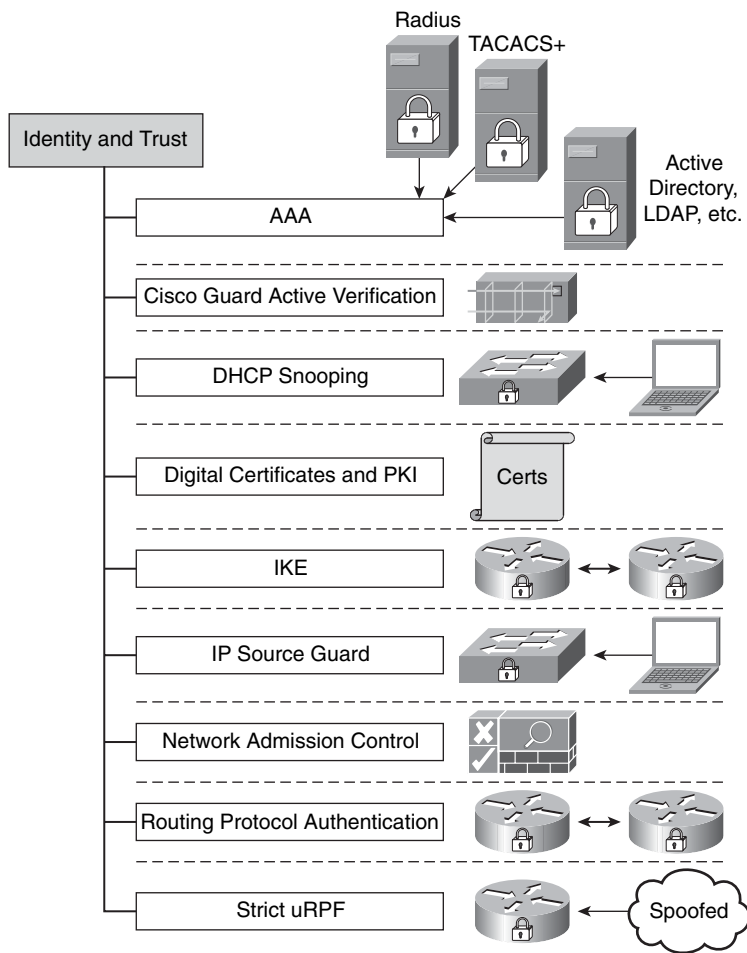 Radius
TACACS+
Identity and Trust
Active
Directory,
LDAP, etc.
AAA
Cisco Guard Active Verification
DHCP Snooping
Digital Certificates and PKI
Certs
IKE
IP Source Guard
Network Admission Control
Routing Protocol Authentication
Strict uRPF
Spoofed